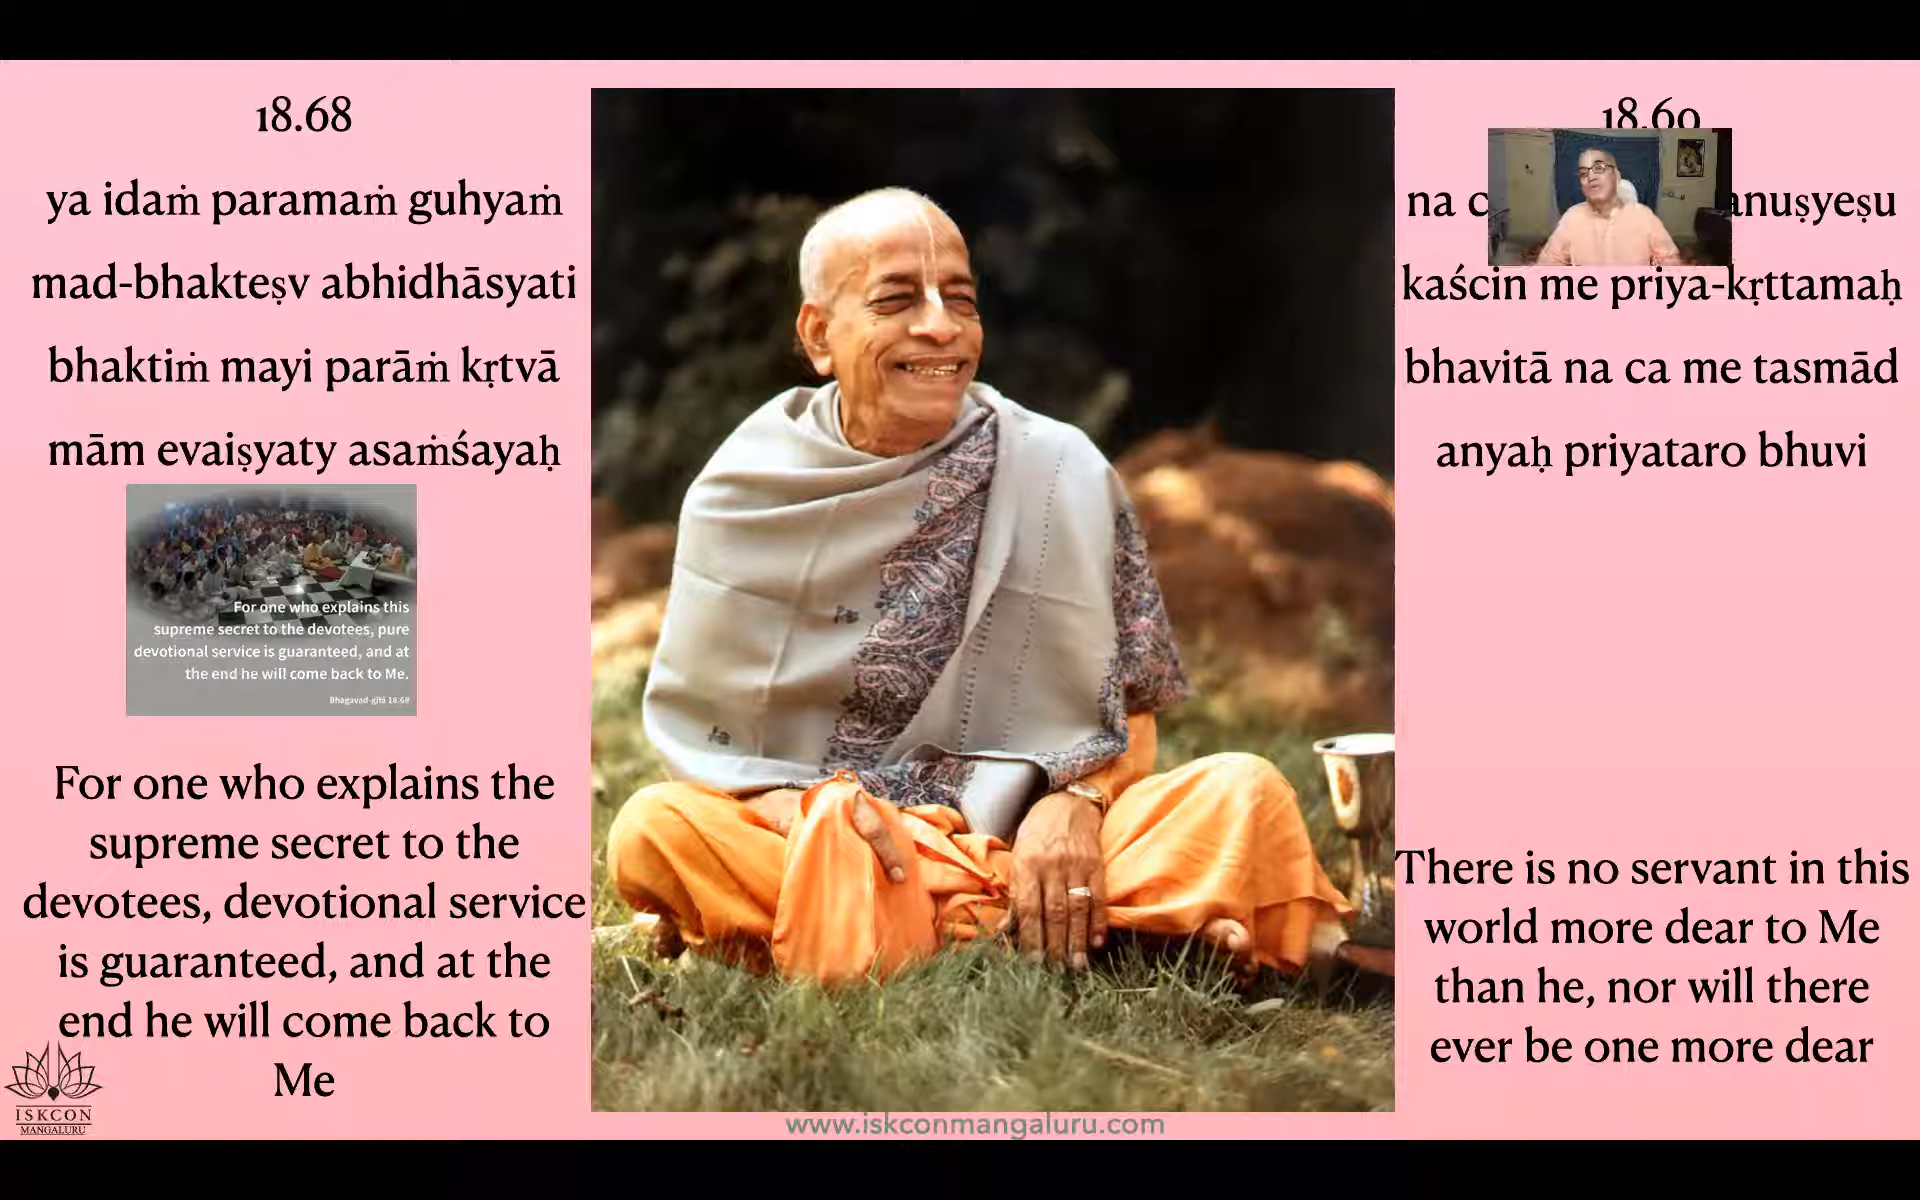 18.68
ya idaṁ paramaṁ guhyaṁ
mad-bhakteṣv abhidhāsyati
bhaktiṁ mayi parāṁ kṛtvā
mām evaiṣyaty asaṁśayaḥ
For one who explains this
supreme secret to the devotees, pure
devotional service is guaranteed, and at
the end he will come back to Me.
Bhagavad-gītā 18:68
For one who explains the
supreme secret to the
devotees, devotional service
is guaranteed, and at the
end he will come back to
Me
ISKCON
MANGALURU
www.iskconmangaluru.com
na
kaścin me priya-kṛttamaḥ
bhavitā na ca me tasmād
anyaḥ priyataro bhuvi
There is no servant in this
world more dear to Me
than he, nor will there
ever be one more dear